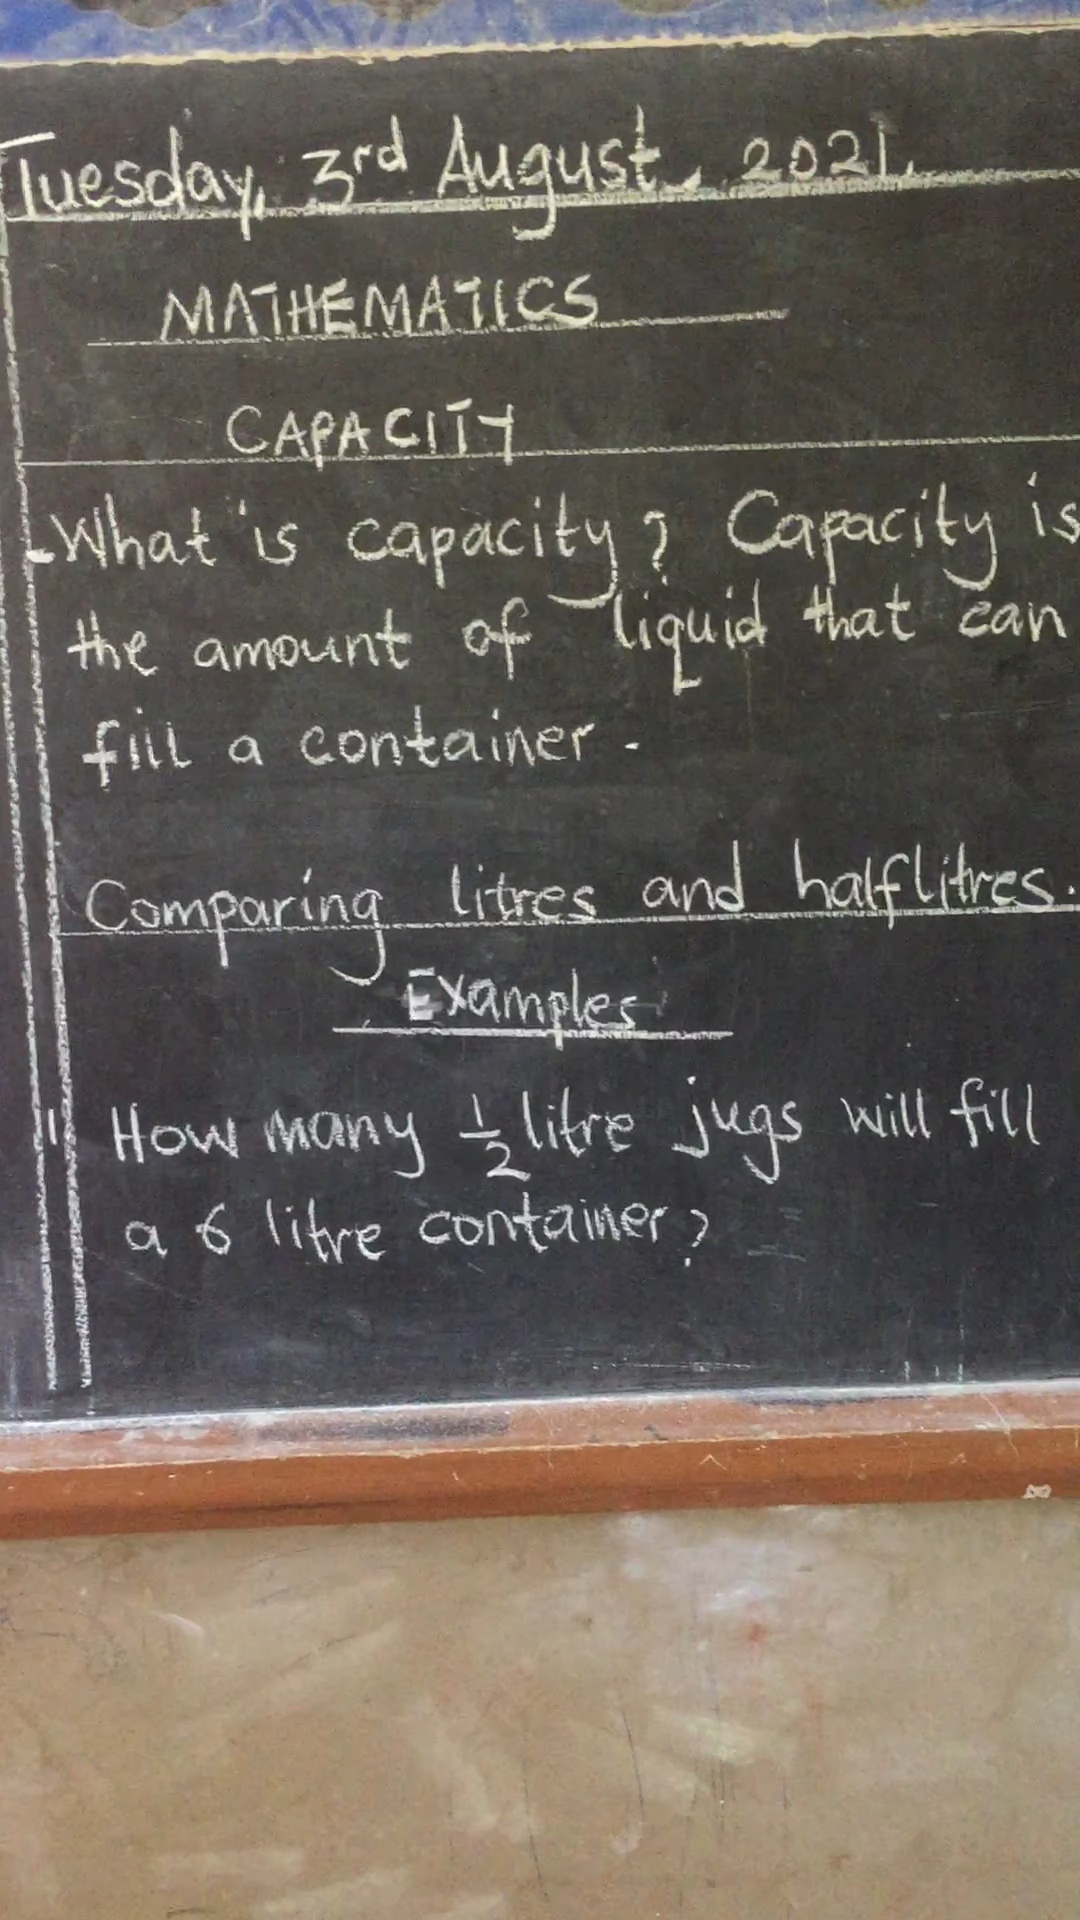 Tuesday, 3rd August, 2021.
MATHEMATICS
CAPACITY
What is capacity? Capacity is
the amount of liquid that can
fill a container.
Comparing litres and halflitres.
Examples
1 How many 1/2 litre jugs will fill
a 6 litre container?